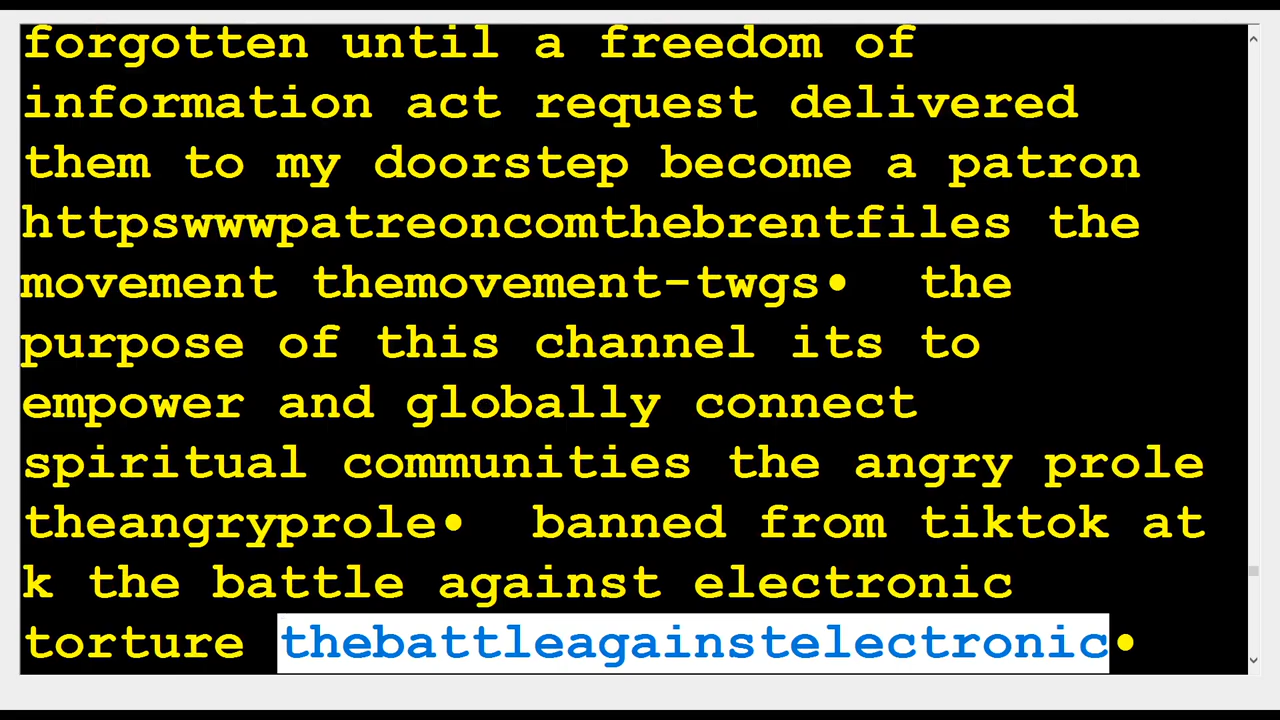 forgotten until a freedom of
information act request delivered
them to my doorstep become a patron
httpswwwpatreoncomthebrentfiles the
movement themovement-twgs•  the
purpose of this channel its to
empower and globally connect
spiritual communities the angry prole
theangryprole•  banned from tiktok at
k the battle against electronic
torture thebattleagainstelectronic•